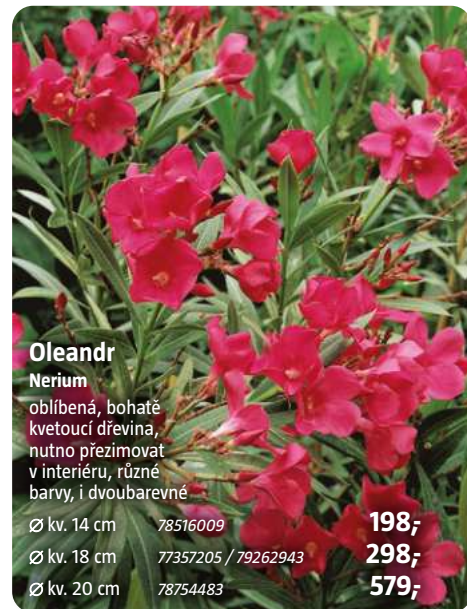 Oleandr
Nerium
oblíbená, bohatě
kvetoucí dřevina,
nutno přezimovat
v interiéru, různé
barvy, i dvoubarevné
Ø kv. 14 cm 78516009 198,-
Ø kv. 18 cm 77357205 / 79262943 298,-
Ø kv. 20 cm 78754483 579,-